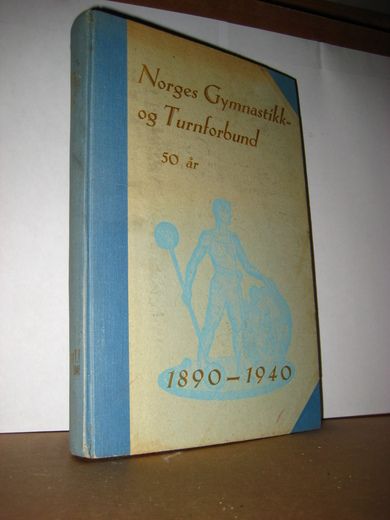 Norges Gymnastikk-
og Turnforbund
50 år
1890-1940